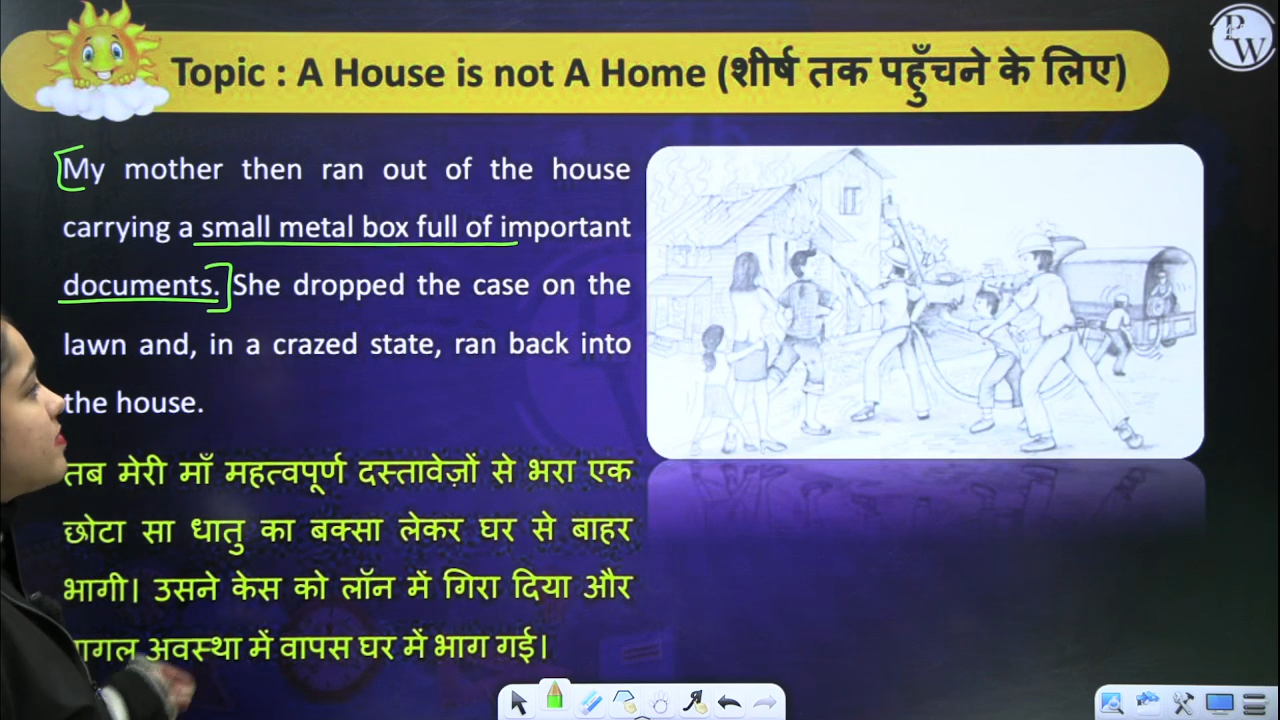 Topic : A House is not A Home (शीर्ष तक पहुँचने के लिए)
PW
My mother then ran out of the house
carrying a small metal box full of important
documents. She dropped the case on the
lawn and, in a crazed state, ran back into
the house.
तब मेरी माँ महत्वपूर्ण दस्तावेज़ों से भरा एक
छोटा सा धातु का बक्सा लेकर घर से बाहर
भागी। उसने केस को लॉन में गिरा दिया और
अवस्था में वापस घर में भाग गई।